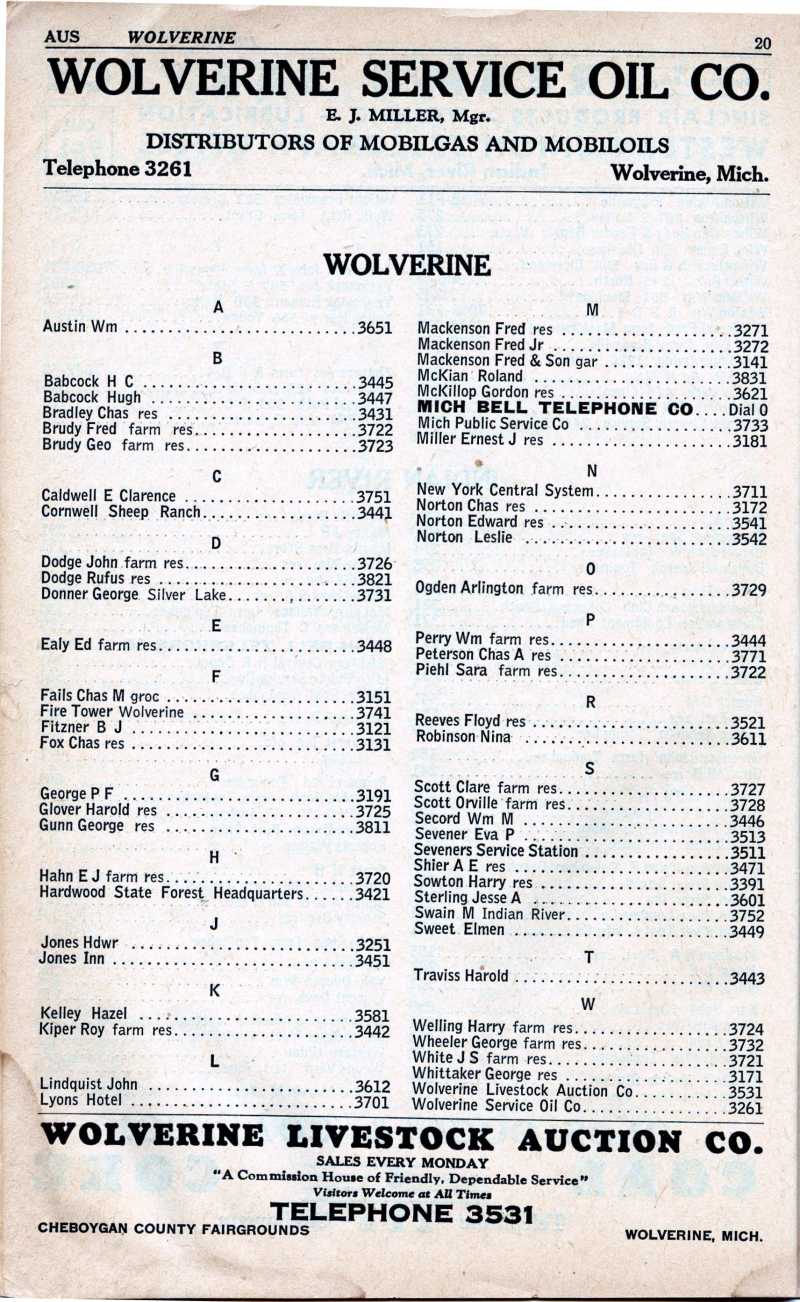 AUS WOLVERINE 20
WOLVERINE SERVICE OIL CO.
E. J. MILLER, Mgr.
DISTRIBUTORS OF MOBILGAS AND MOBILOILS
Telephone 3261 Wolverine, Mich.
WOLVERINE
A
Austin Wm ............................3651
B
Babcock H C ..........................3445
Babcock Hugh .........................3447
Bradley Chas res .....................3431
Brudy Fred farm res...................3722
Brudy Geo farm res....................3723
C
Caldwell E Clarence ..................3751
Cornwell Sheep Ranch..................3441
D
Dodge John farm res...................3726
Dodge Rufus res ......................3821
Donner George Silver Lake.............3731
E
Ealy Ed farm res......................3448
F
Fails Chas M groc ....................3151
Fire Tower Wolverine .................3741
Fitzner B J ..........................3121
Fox Chas res .........................3131
G
George P F ...........................3191
Glover Harold res ....................3725
Gunn George res ......................3811
H
Hahn E J farm res.....................3720
Hardwood State Forest Headquarters......3421
J
Jones Hdwr ...........................3251
Jones Inn ............................3451
K
Kelley Hazel .........................3581
Kiper Roy farm res....................3442
L
Lindquist John .......................3612
Lyons Hotel ..........................3701
M
Mackenson Fred res ...................3271
Mackenson Fred Jr ....................3272
Mackenson Fred & Son gar .............3141
McKian Roland ........................3831
McKillop Gordon res ..................3621
MICH BELL TELEPHONE CO....Dial 0
Mich Public Service Co ...............3733
Miller Ernest J res ..................3181
N
New York Central System...............3711
Norton Chas res ......................3172
Norton Edward res ....................3541
Norton Leslie ........................3542
O
Ogden Arlington farm res..............3729
P
Perry Wm farm res.....................3444
Peterson Chas A res ..................3771
Piehl Sara farm res...................3722
R
Reeves Floyd res .....................3521
Robinson Nina ........................3611
S
Scott Clare farm res..................3727
Scott Orville farm res................3728
Secord Wm M ..........................3446
Sevener Eva P ........................3513
Seveners Service Station .............3511
Shier A E res ........................3471
Sowton Harry res .....................3391
Sterling Jesse A .....................3601
Swain M Indian River..................3752
Sweet Elmen ..........................3449
T
Traviss Harold .......................3443
W
Welling Harry farm res................3724
Wheeler George farm res...............3732
White J S farm res....................3721
Whittaker George res .................3171
Wolverine Livestock Auction Co........3531
Wolverine Service Oil Co..............3261
WOLVERINE LIVESTOCK AUCTION CO.
SALES EVERY MONDAY
"A Commission House of Friendly, Dependable Service"
Visitors Welcome at All Times
TELEPHONE 3531
CHEBOYGAN COUNTY FAIRGROUNDS WOLVERINE, MICH.